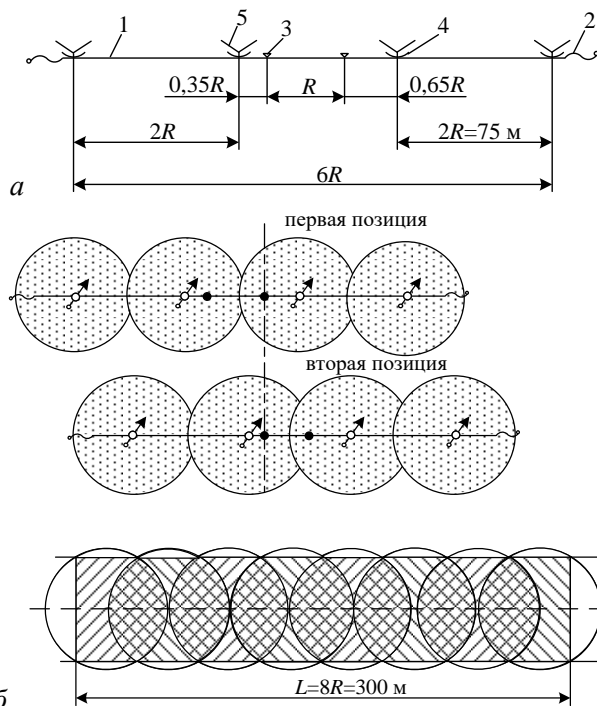 1 5 3 4 2
0,35R R 0,65R
2R 2R=75 м
6R
а
первая позиция
вторая позиция
L=8R=300 м
б